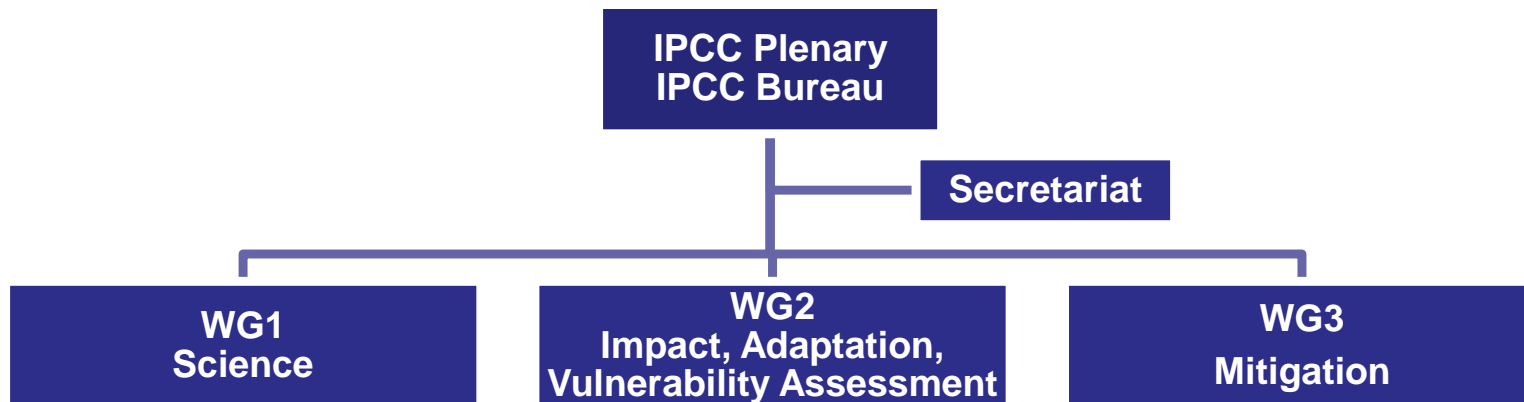 IPCC Plenary
IPCC Bureau
Secretariat
WG1
Science
WG2
Impact, Adaptation,
Vulnerability Assessment
WG3
Mitigation